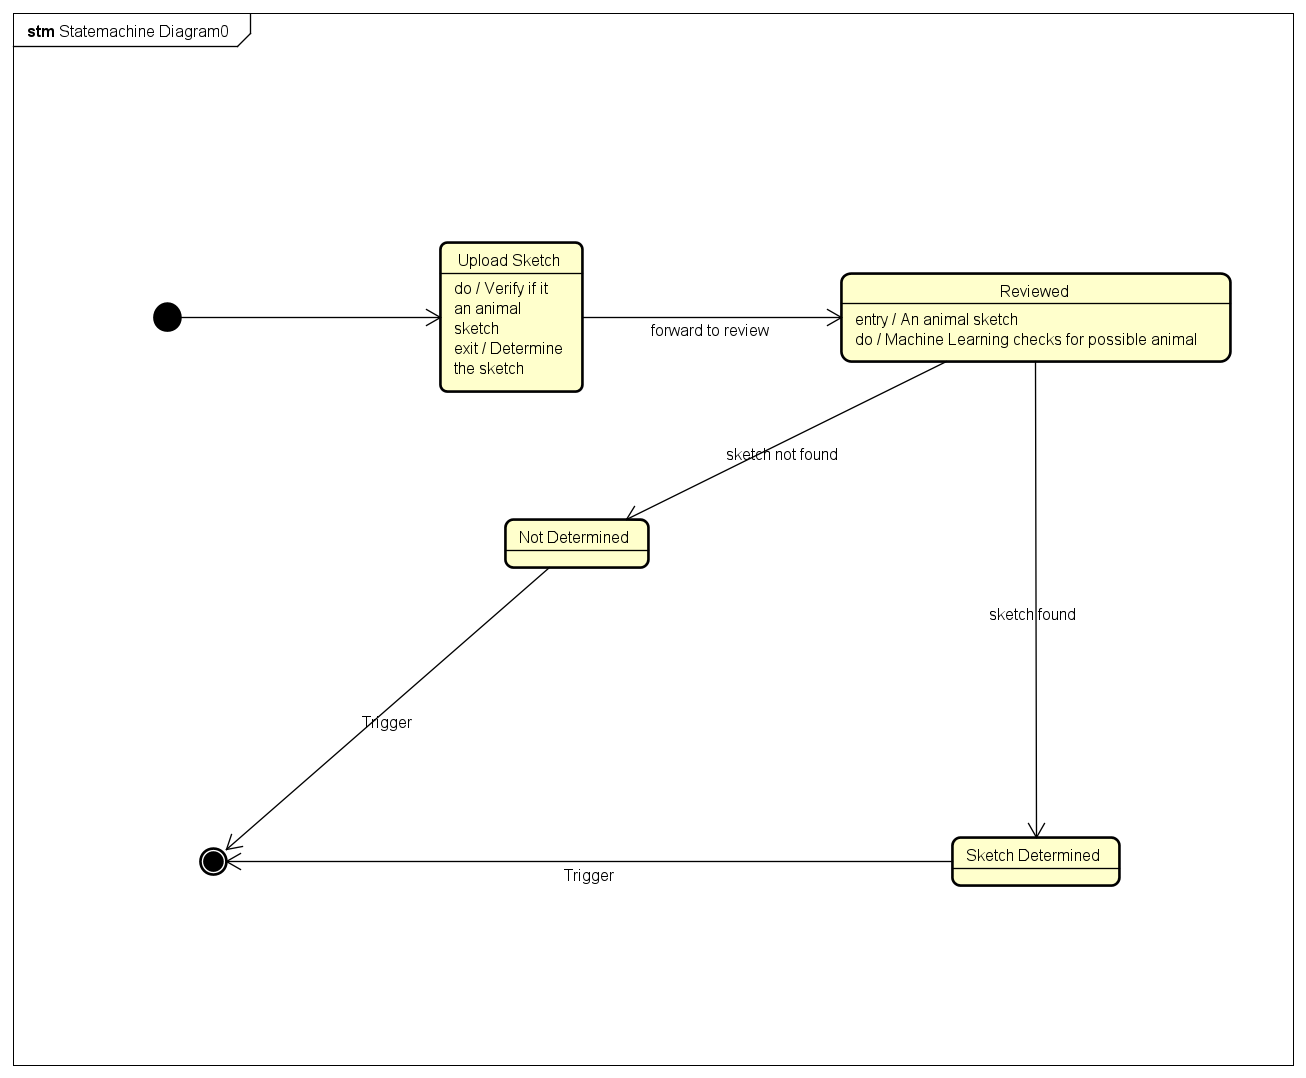 stm Statemachine Diagram0
Upload Sketch
do / Verify if it
an animal
sketch
exit / Determine
the sketch
forward to review
Reviewed
entry / An animal sketch
do / Machine Learning checks for possible animal
sketch not found
Not Determined
sketch found
Trigger
Sketch Determined
Trigger